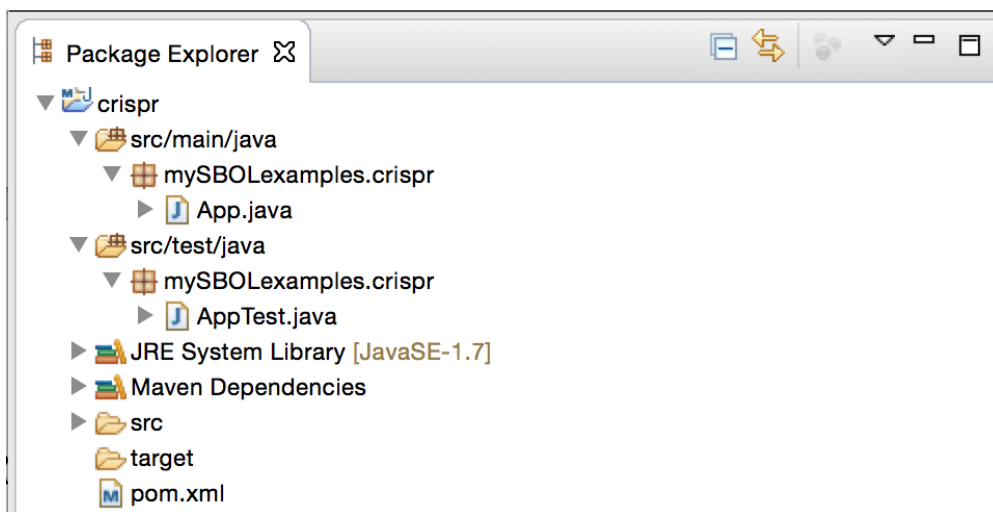 Package Explorer
crispr
src/main/java
mySBOLexamples.crispr
App.java
src/test/java
mySBOLexamples.crispr
AppTest.java
JRE System Library [JavaSE-1.7]
Maven Dependencies
src
target
pom.xml